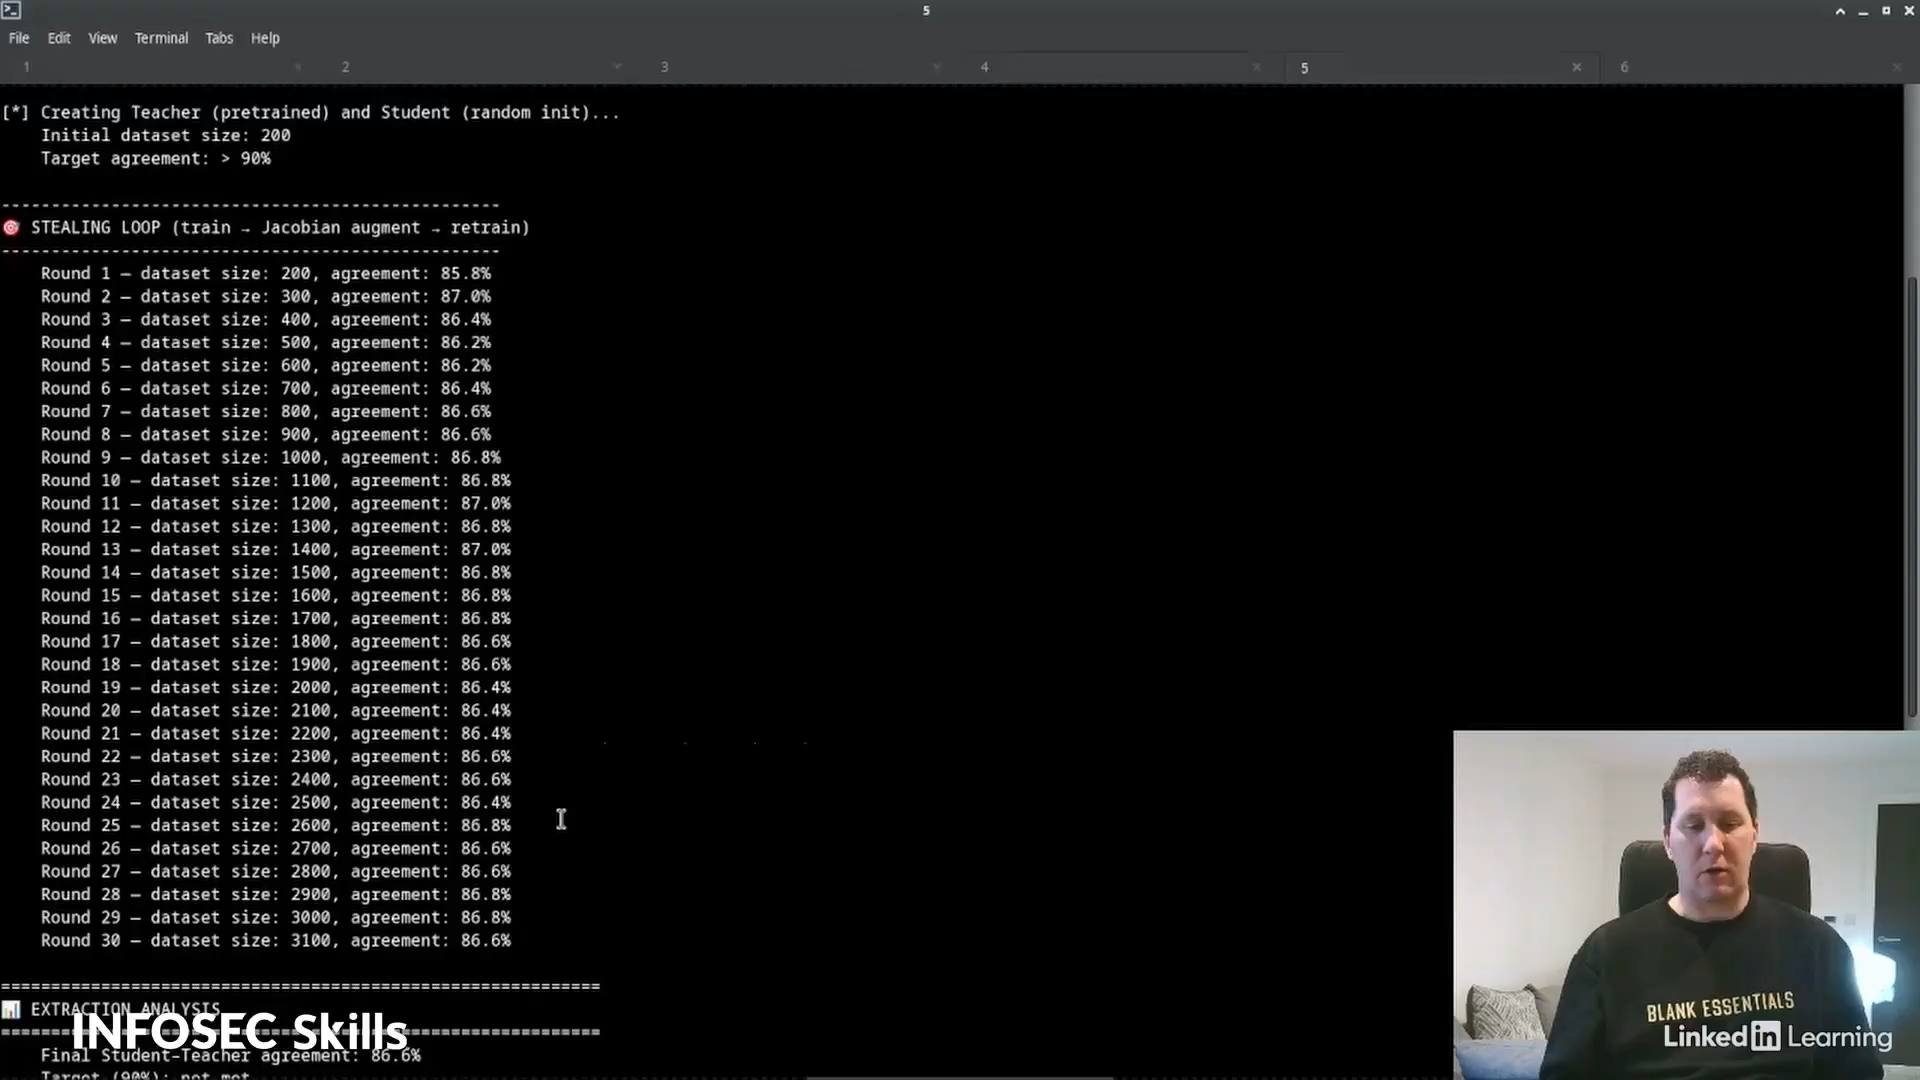 5
File Edit View Terminal Tabs Help
1 2 3 4 5 6
[*] Creating Teacher (pretrained) and Student (random init)...
Initial dataset size: 200
Target agreement: > 90%
--------------------------------------------------
🎯 STEALING LOOP (train → Jacobian augment → retrain)
--------------------------------------------------
Round 1 — dataset size: 200, agreement: 85.8%
Round 2 — dataset size: 300, agreement: 87.0%
Round 3 — dataset size: 400, agreement: 86.4%
Round 4 — dataset size: 500, agreement: 86.2%
Round 5 — dataset size: 600, agreement: 86.2%
Round 6 — dataset size: 700, agreement: 86.4%
Round 7 — dataset size: 800, agreement: 86.6%
Round 8 — dataset size: 900, agreement: 86.6%
Round 9 — dataset size: 1000, agreement: 86.8%
Round 10 — dataset size: 1100, agreement: 86.8%
Round 11 — dataset size: 1200, agreement: 87.0%
Round 12 — dataset size: 1300, agreement: 86.8%
Round 13 — dataset size: 1400, agreement: 87.0%
Round 14 — dataset size: 1500, agreement: 86.8%
Round 15 — dataset size: 1600, agreement: 86.8%
Round 16 — dataset size: 1700, agreement: 86.8%
Round 17 — dataset size: 1800, agreement: 86.6%
Round 18 — dataset size: 1900, agreement: 86.6%
Round 19 — dataset size: 2000, agreement: 86.4%
Round 20 — dataset size: 2100, agreement: 86.4%
Round 21 — dataset size: 2200, agreement: 86.4%
Round 22 — dataset size: 2300, agreement: 86.6%
Round 23 — dataset size: 2400, agreement: 86.6%
Round 24 — dataset size: 2500, agreement: 86.4%
Round 25 — dataset size: 2600, agreement: 86.8%
Round 26 — dataset size: 2700, agreement: 86.6%
Round 27 — dataset size: 2800, agreement: 86.6%
Round 28 — dataset size: 2900, agreement: 86.8%
Round 29 — dataset size: 3000, agreement: 86.8%
Round 30 — dataset size: 3100, agreement: 86.6%
============================================================
📊 EXTRACTION ANALYSIS
============================================================
Final Student-Teacher agreement: 86.6%
Target (90%): not met
INFOSEC Skills
BLANK ESSENTIALS
Linked in Learning